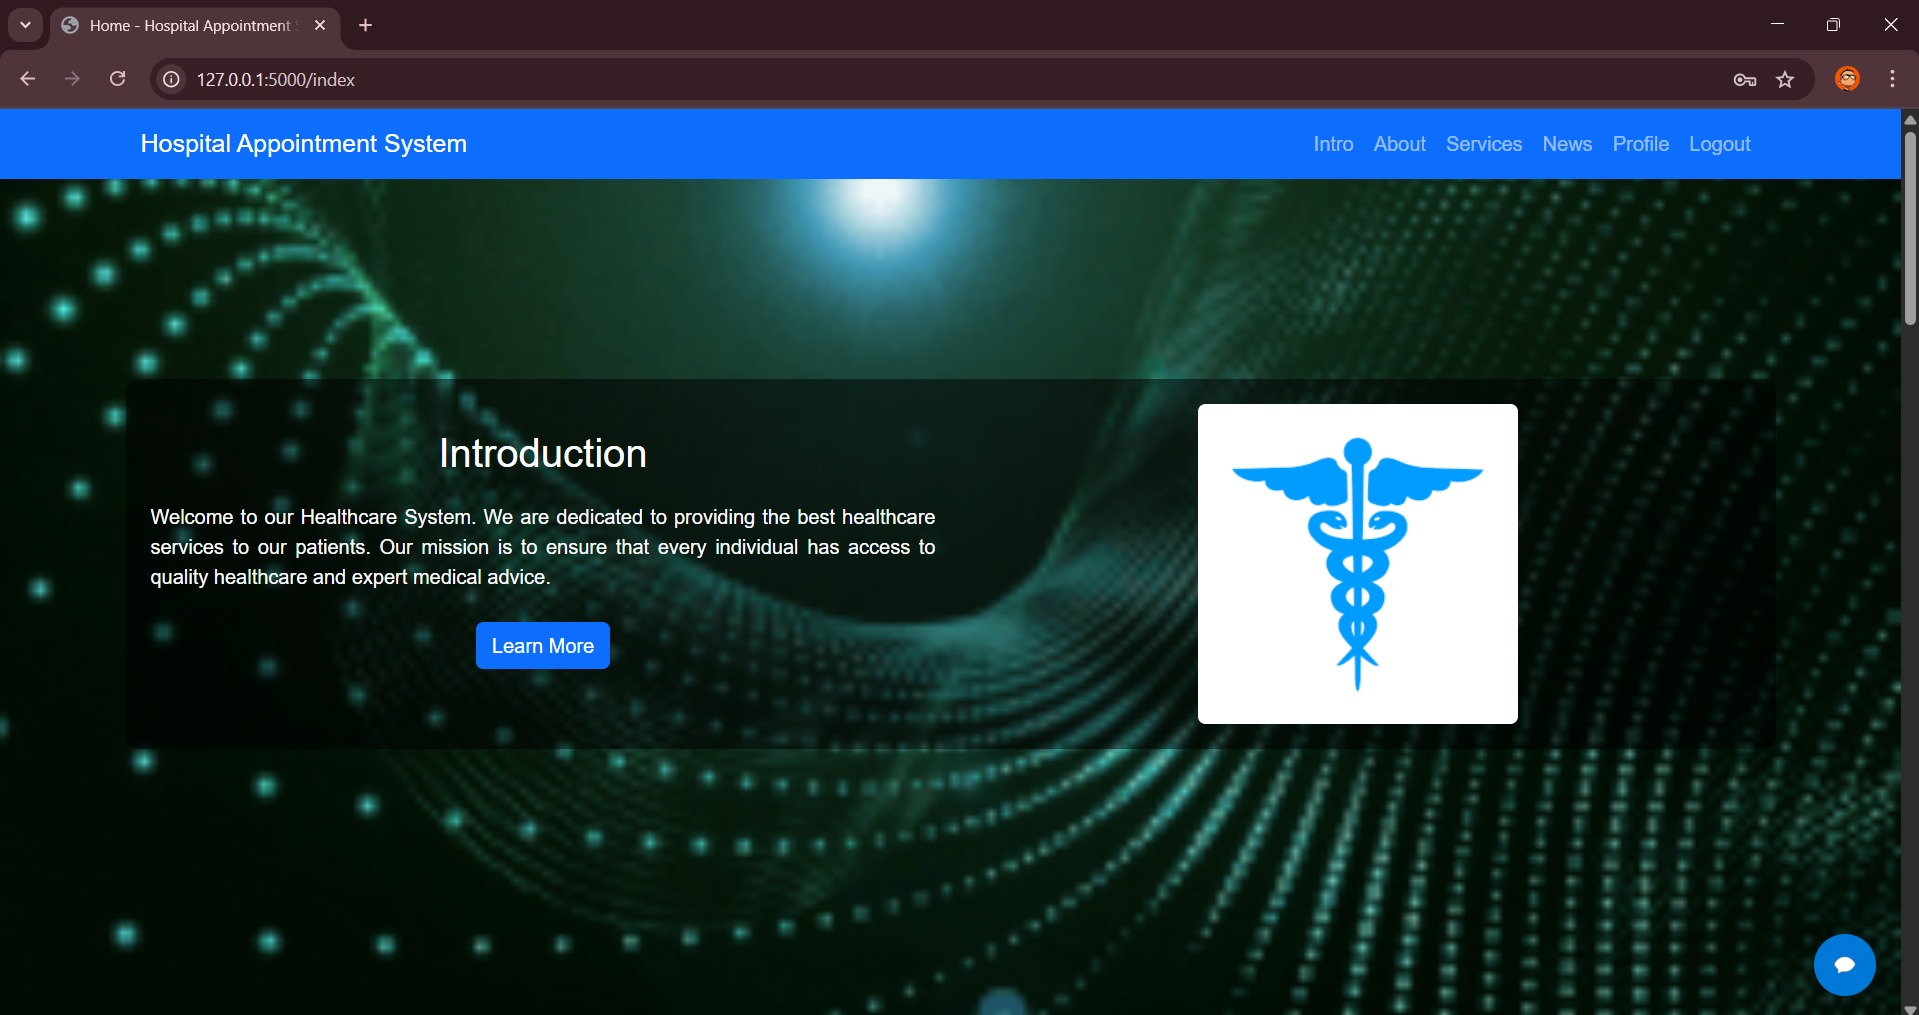 Home - Hospital Appointment
127.0.0.1:5000/index
Hospital Appointment System
Intro About Services News Profile Logout
Introduction
Welcome to our Healthcare System. We are dedicated to providing the best healthcare
services to our patients. Our mission is to ensure that every individual has access to
quality healthcare and expert medical advice.
Learn More